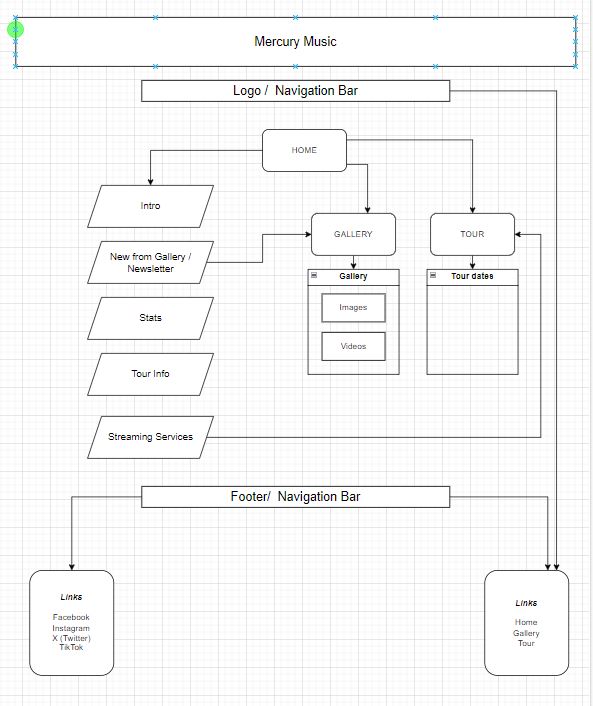 Mercury Music
Logo /  Navigation Bar
HOME
Intro
GALLERY
TOUR
New from Gallery /
Newsletter
Gallery
Tour dates
Images
Stats
Videos
Tour Info
Streaming Services
Footer/  Navigation Bar
Links
Facebook
Instagram
X (Twitter)
TikTok
Links
Home
Gallery
Tour